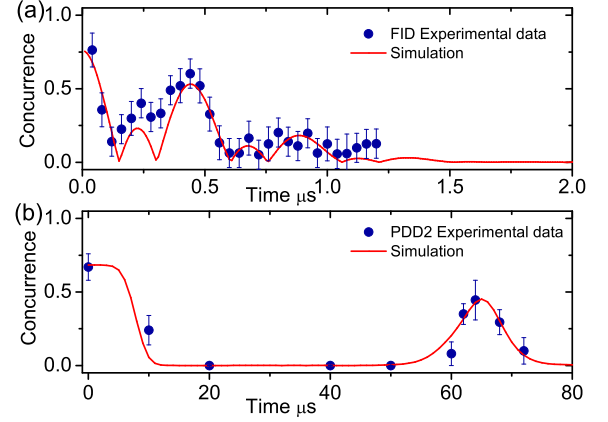 (a)
1.0
FID Experimental data
Simulation
Concurrence
0.5
0.0
0.0 0.5 1.0 1.5 2.0
Time μs
(b)
1.0
PDD2 Experimental data
Simulation
Concurrence
0.5
0.0
0 20 40 60 80
Time μs